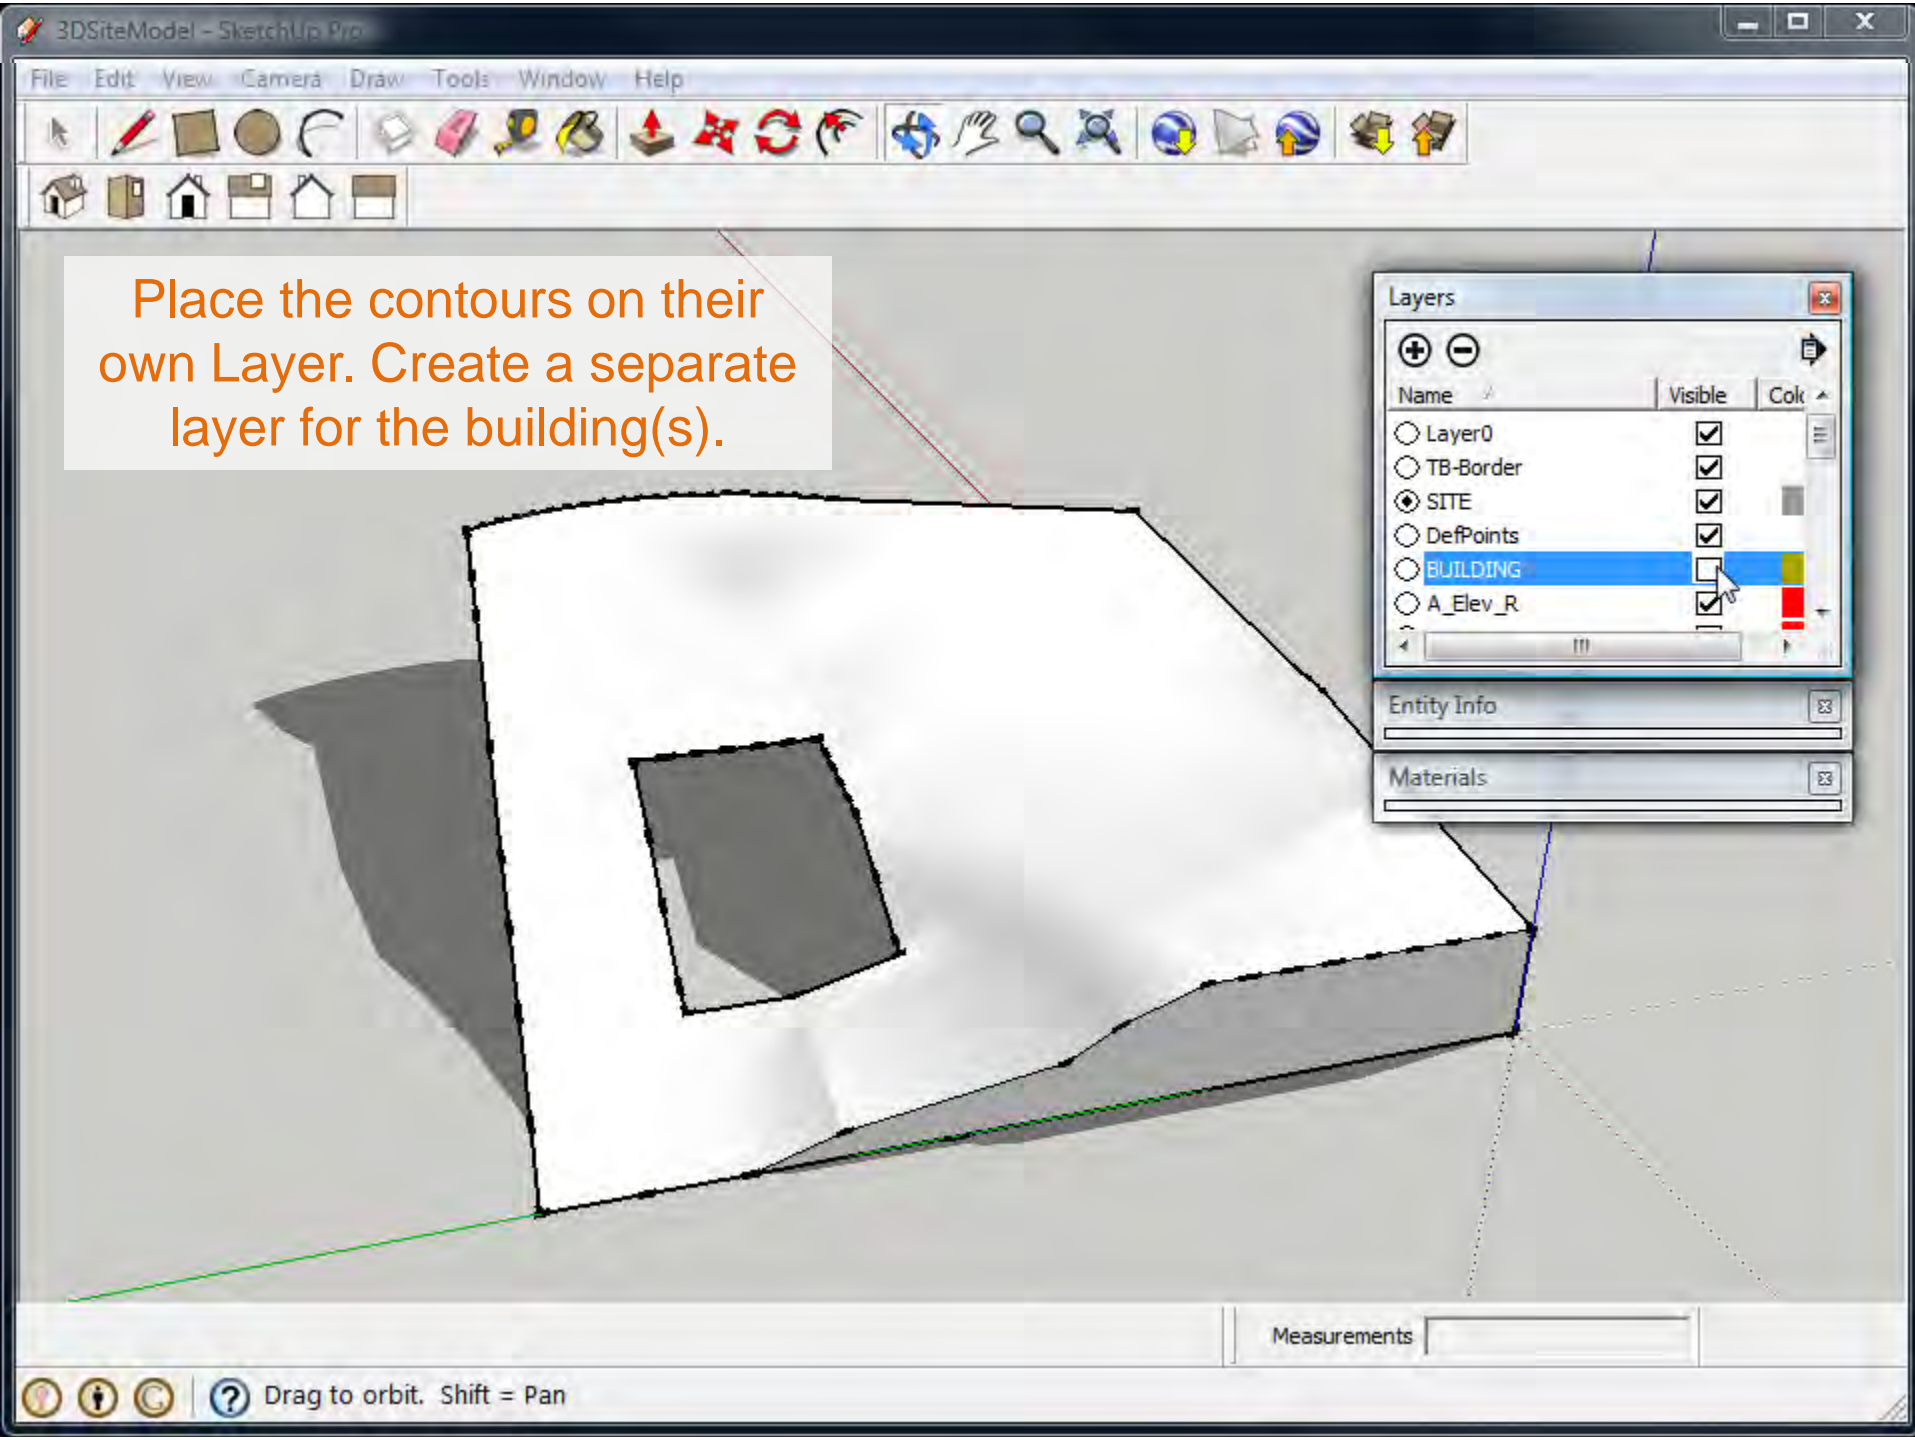 3DSiteModel - SketchUp Pro
File Edit View Camera Draw Tools Window Help
Place the contours on their
own Layer. Create a separate
layer for the building(s).
Layers
Name Visible
Layer0
TB-Border
SITE
DefPoints
BUILDING
A_Elev_R
Entity Info
Materials
Measurements
Drag to orbit. Shift = Pan